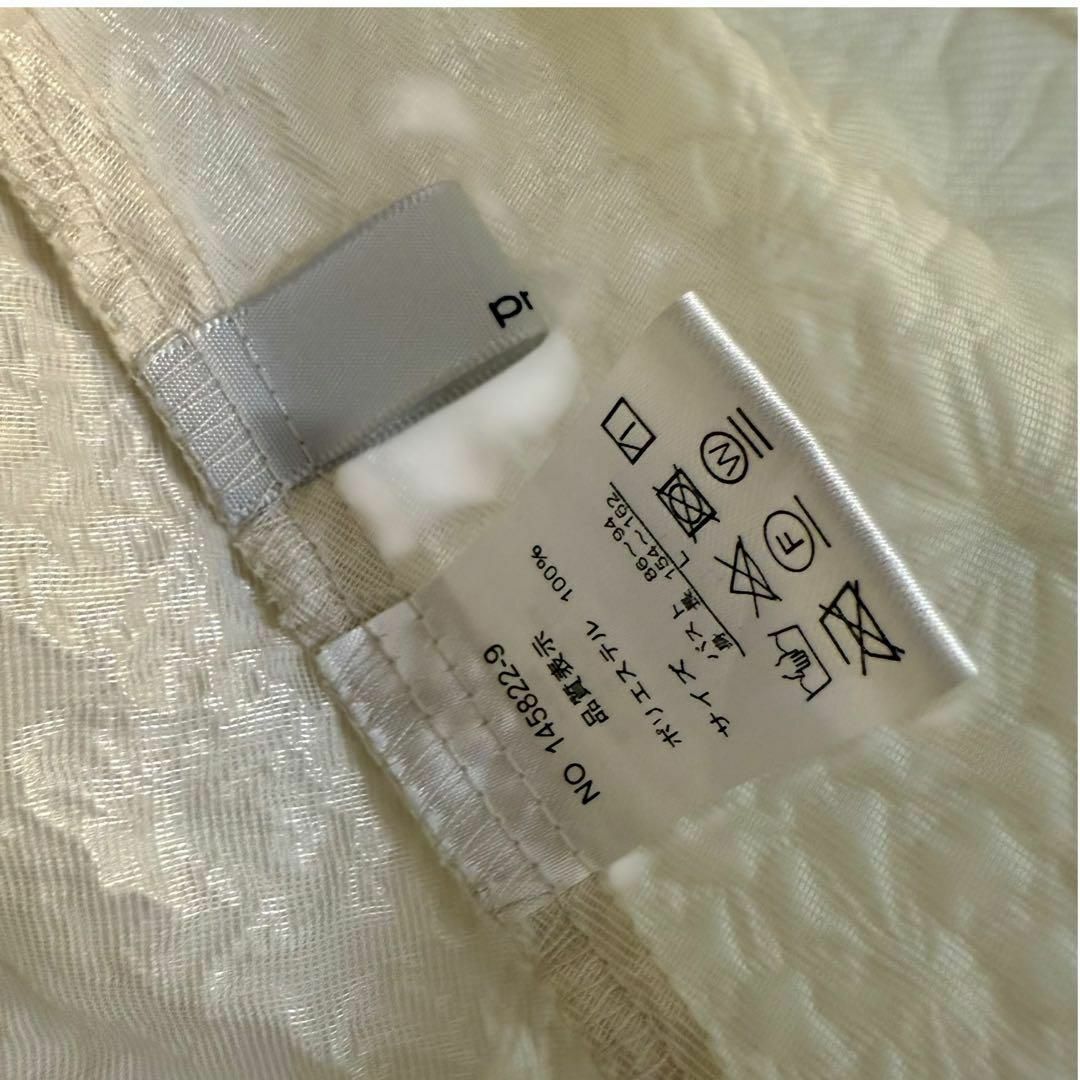 NO 145822-9
品質表示
ポリエステル 100%
サイズ
バスト 86～94
身長 154～162
L
W
F